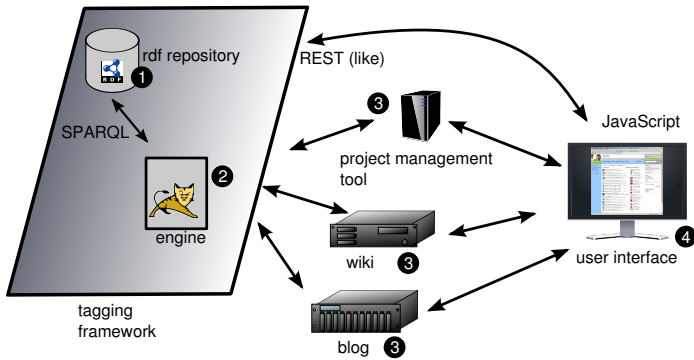 rdf repository
RDF
1
REST (like)
SPARQL
3
JavaScript
2
project management
tool
engine
wiki
3
4
user interface
tagging
framework
blog
3